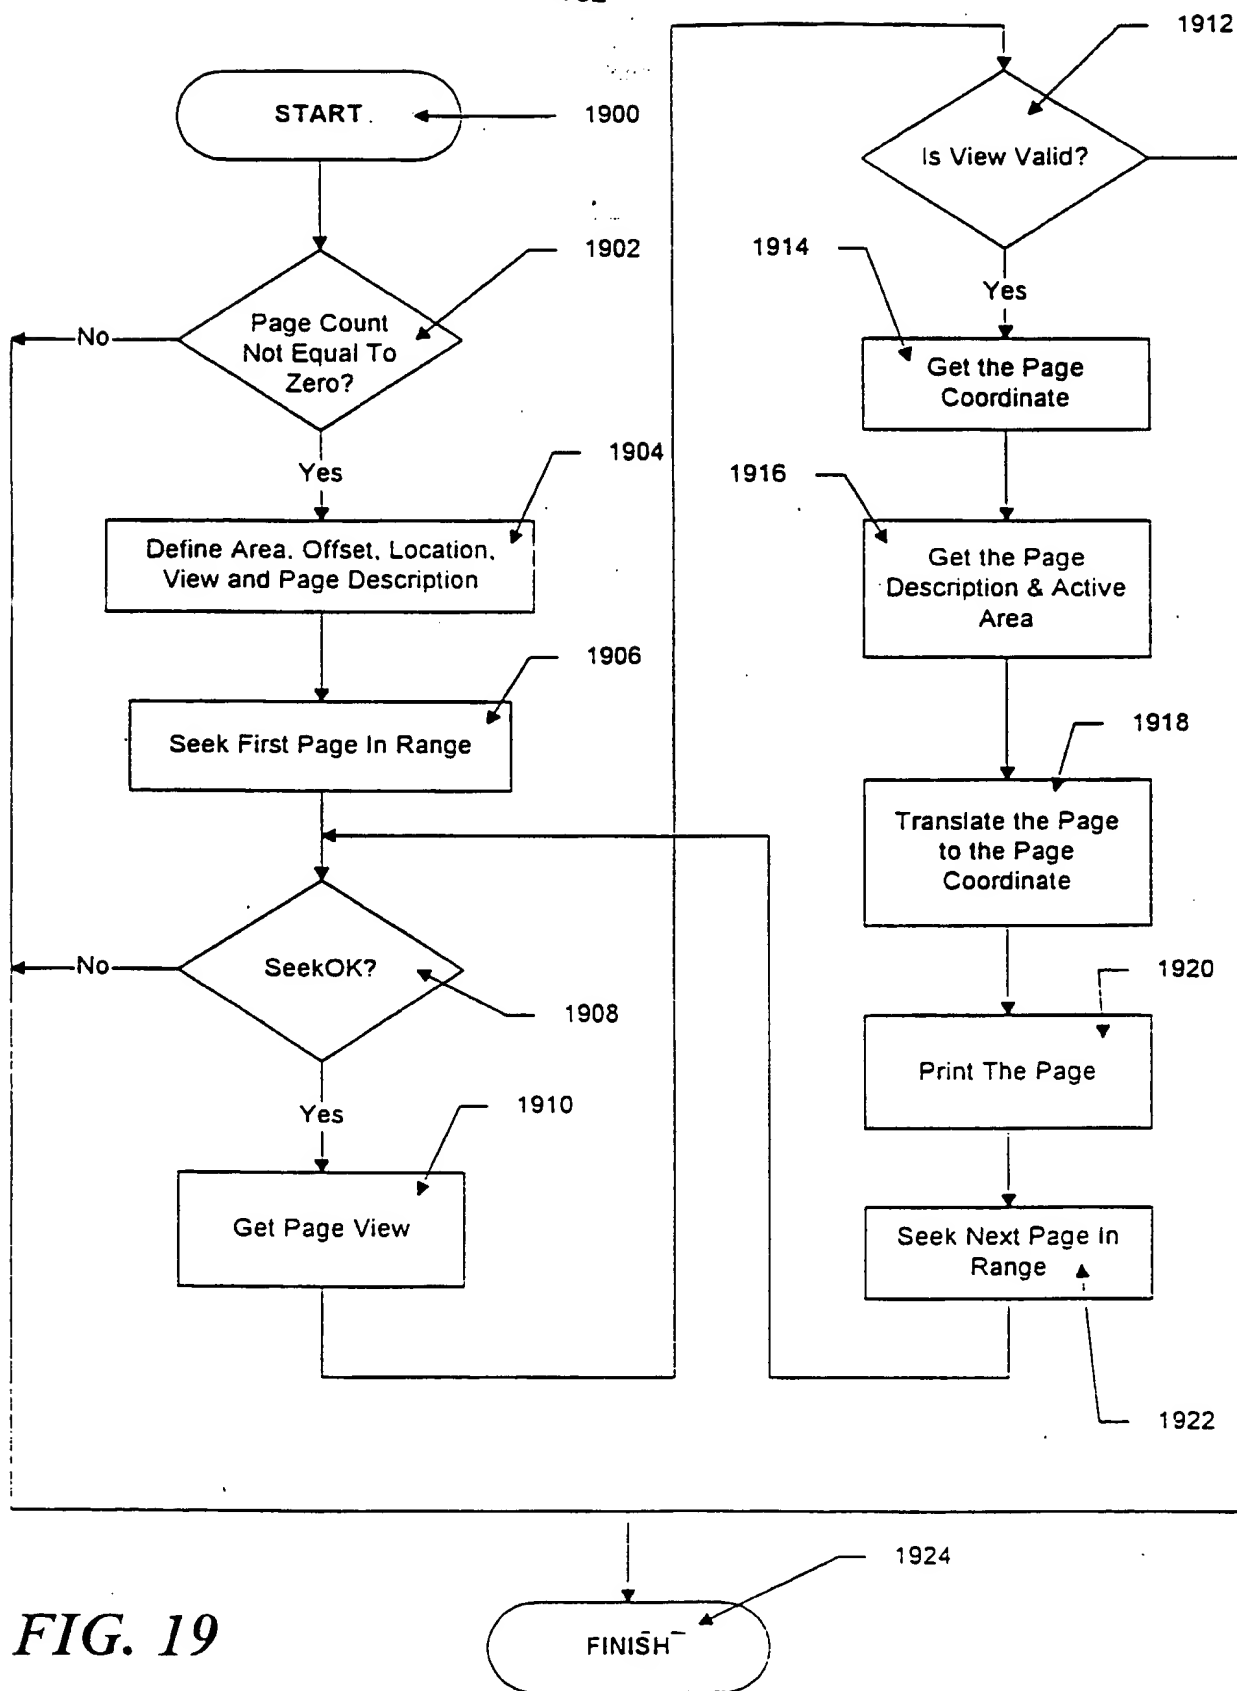 START
1900
1902
Page Count
Not Equal To
Zero?
No
Yes
1904
Define Area, Offset, Location,
View and Page Description
1906
Seek First Page In Range
SeekOK?
No
1908
Yes
1910
Get Page View
1912
Is View Valid?
1914
Yes
Get the Page
Coordinate
1916
Get the Page
Description & Active
Area
1918
Translate the Page
to the Page
Coordinate
1920
Print The Page
Seek Next Page In
Range
1922
1924
FINISH
FIG. 19